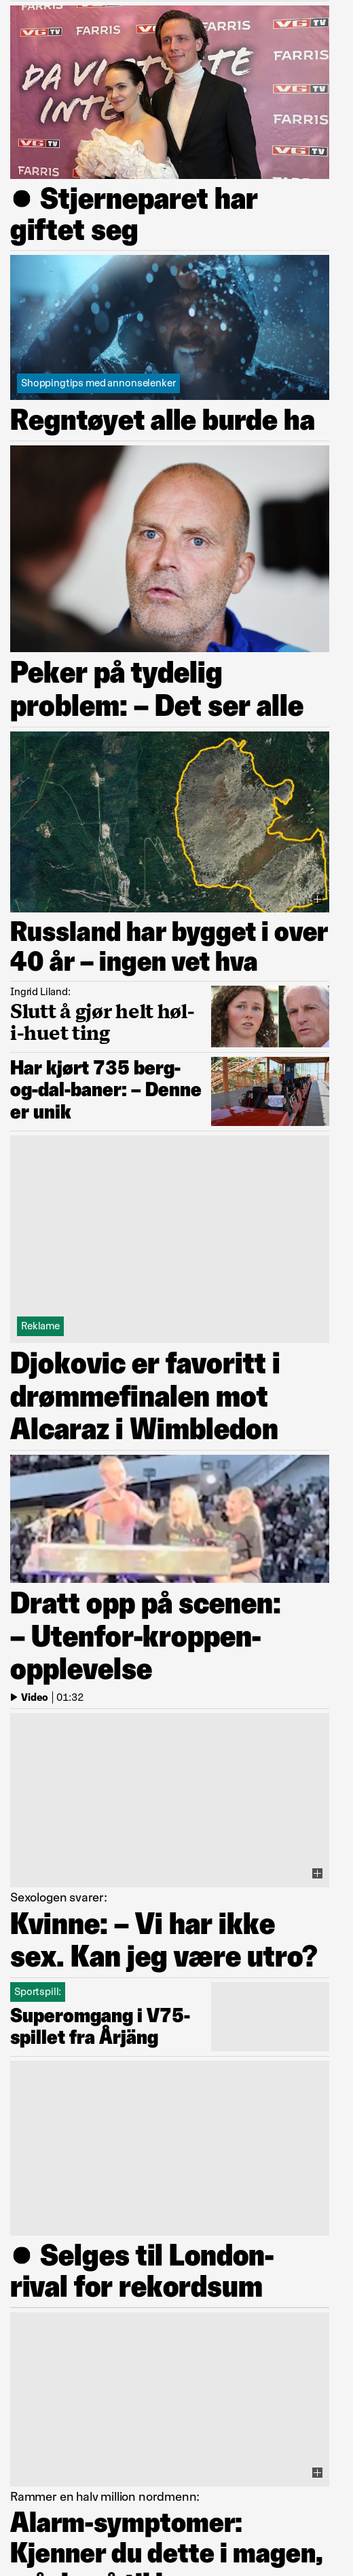 FARRIS
VG TV
FARRIS
VG
FARRIS
VG TV
FARRIS
DA VI STYRTE
INTE
VG TV
FARRIS
VG TV
FARRIS
VG TV
FARRIS
● Stjerneparet har
giftet seg
Shoppingtips med annonselenker
Regntøyet alle burde ha
Peker på tydelig
problem: – Det ser alle
Russland har bygget i over
40 år – ingen vet hva
Ingrid Liland:
Slutt å gjør helt høl-
i-huet ting
Har kjørt 735 berg-
og-dal-baner: – Denne
er unik
Reklame
Djokovic er favoritt i
drømmefinalen mot
Alcaraz i Wimbledon
Dratt opp på scenen:
– Utenfor-kroppen-
opplevelse
Video | 01:32
Sexologen svarer:
Kvinne: – Vi har ikke
sex. Kan jeg være utro?
Sportspill:
Superomgang i V75-
spillet fra Årjäng
● Selges til London-
rival for rekordsum
Rammer en halv million nordmenn:
Alarm-symptomer:
Kjenner du dette i magen,